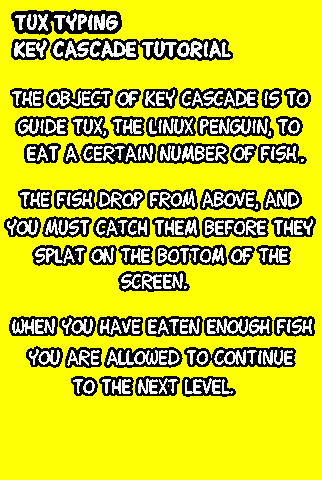 TUX TYPING
KEY CASCADE TUTORIAL
THE OBJECT OF KEY CASCADE IS TO
GUIDE TUX, THE LINUX PENGUIN, TO
EAT A CERTAIN NUMBER OF FISH.
THE FISH DROP FROM ABOVE, AND
YOU MUST CATCH THEM BEFORE THEY
SPLAT ON THE BOTTOM OF THE
SCREEN.
WHEN YOU HAVE EATEN ENOUGH FISH
YOU ARE ALLOWED TO CONTINUE
TO THE NEXT LEVEL.